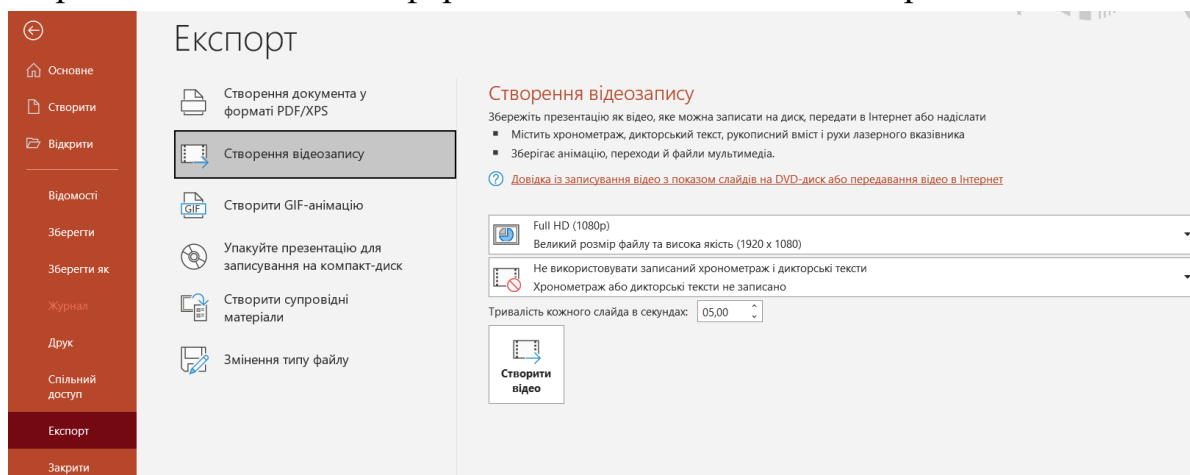 Експорт
Основне
Створити
Відкрити
Відомості
Зберегти
Зберегти як
Журнал
Друк
Спільний
доступ
Експорт
Закрити
Створення документа у
форматі PDF/XPS
Створення відеозапису
GIF
Створити GIF-анімацію
Упакуйте презентацію для
записування на компакт-диск
Створити супровідні
матеріали
Змінення типу файлу
Створення відеозапису
Збережіть презентацію як відео, яке можна записати на диск, передати в Інтернет або надіслати
Містить хронометраж, дикторський текст, рукописний вміст і рухи лазерного вказівника
Зберігає анімацію, переходи й файли мультимедіа.
Довідка із записування відео з показом слайдів на DVD-диск або передавання відео в Інтернет
Full HD (1080p)
Великий розмір файлу та висока якість (1920 x 1080)
Не використовувати записаний хронометраж і дикторські тексти
Хронометраж або дикторські тексти не записано
Тривалість кожного слайда в секундах: 05,00
Створити
відео